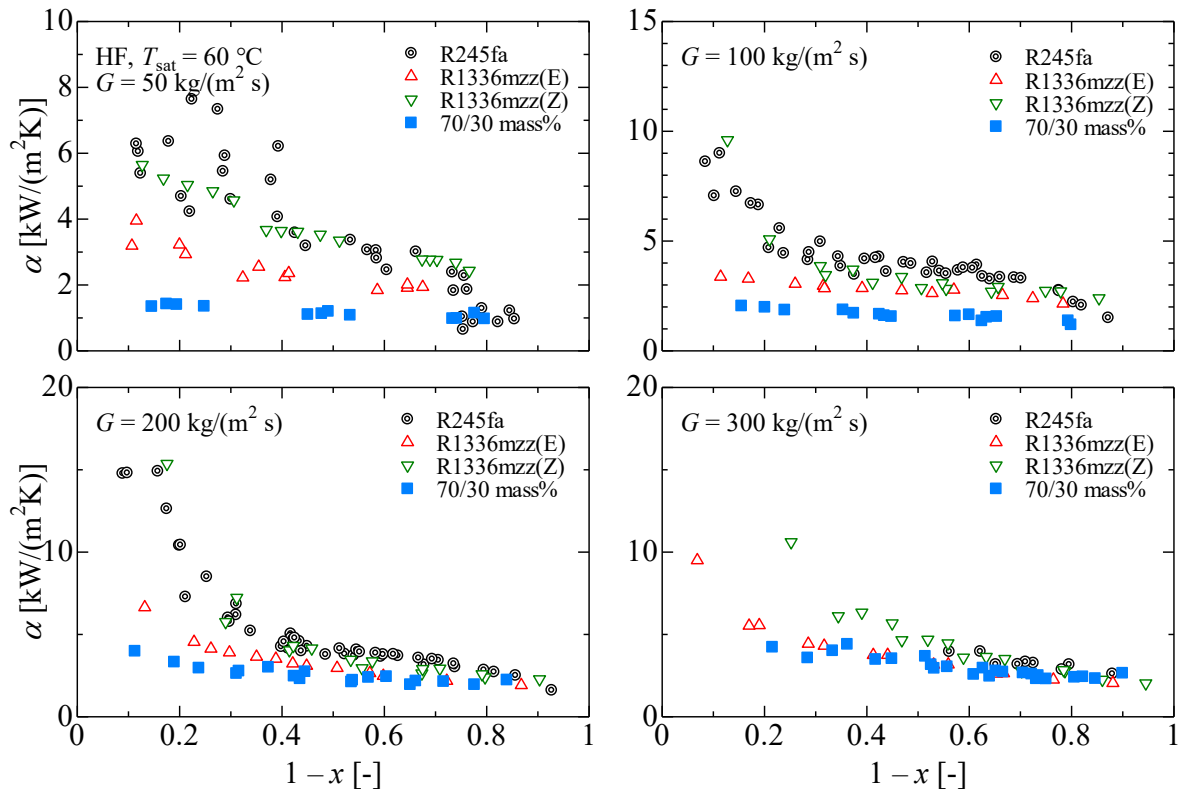 10
8
6
4
2
0
α [kW/(m²K)]
HF, T_sat = 60 °C
G = 50 kg/(m² s)
R245fa
R1336mzz(E)
R1336mzz(Z)
70/30 mass%
15
10
5
0
G = 100 kg/(m² s)
R245fa
R1336mzz(E)
R1336mzz(Z)
70/30 mass%
20
10
0
α [kW/(m²K)]
G = 200 kg/(m² s)
R245fa
R1336mzz(E)
R1336mzz(Z)
70/30 mass%
0 0.2 0.4 0.6 0.8 1
1 – x [-]
20
10
0
G = 300 kg/(m² s)
R245fa
R1336mzz(E)
R1336mzz(Z)
70/30 mass%
0 0.2 0.4 0.6 0.8 1
1 – x [-]